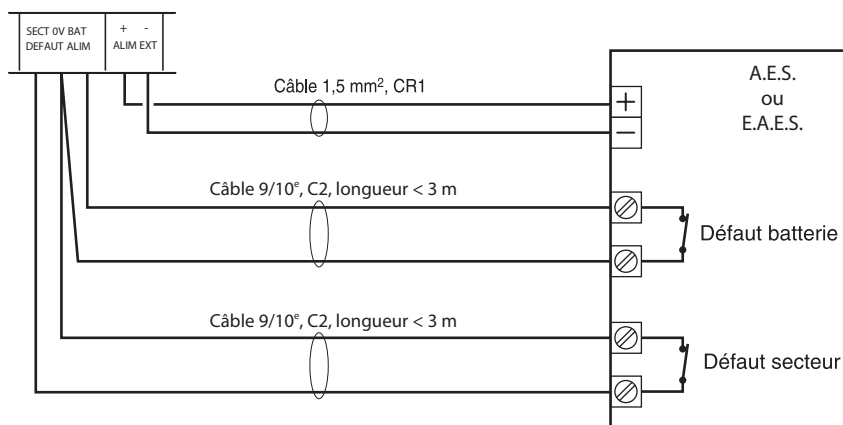 SECT 0V BAT
DEFAUT ALIM
+ -
ALIM EXT
Câble 1,5 mm², CR1
+
−
A.E.S.
ou
E.A.E.S.
Câble 9/10ᵉ, C2, longueur < 3 m
Défaut batterie
Câble 9/10ᵉ, C2, longueur < 3 m
Défaut secteur